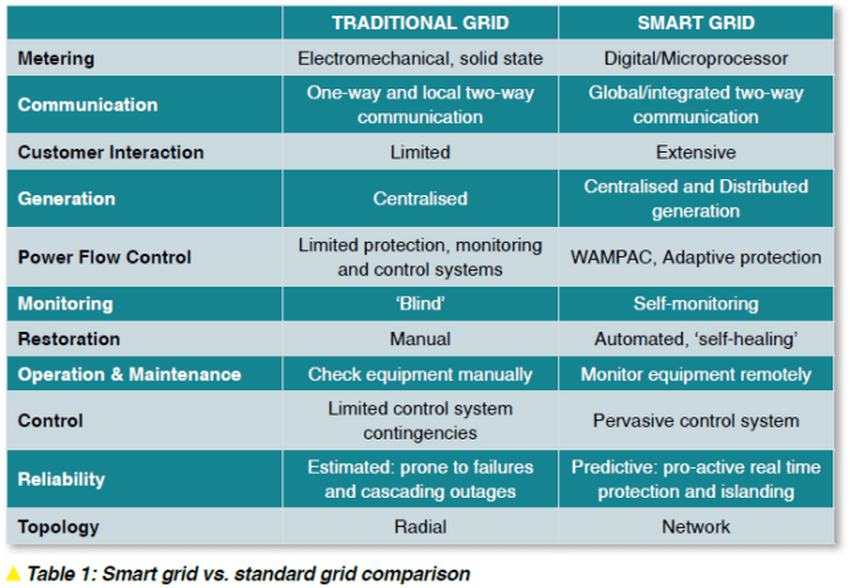 TRADITIONAL GRID SMART GRID
Metering Electromechanical, solid state Digital/Microprocessor
Communication One-way and local two-way communication Global/integrated two-way communication
Customer Interaction Limited Extensive
Generation Centralised Centralised and Distributed generation
Power Flow Control Limited protection, monitoring and control systems WAMPAC, Adaptive protection
Monitoring ‘Blind’ Self-monitoring
Restoration Manual Automated, ‘self-healing’
Operation & Maintenance Check equipment manually Monitor equipment remotely
Control Limited control system contingencies Pervasive control system
Reliability Estimated: prone to failures and cascading outages Predictive: pro-active real time protection and islanding
Topology Radial Network
Table 1: Smart grid vs. standard grid comparison